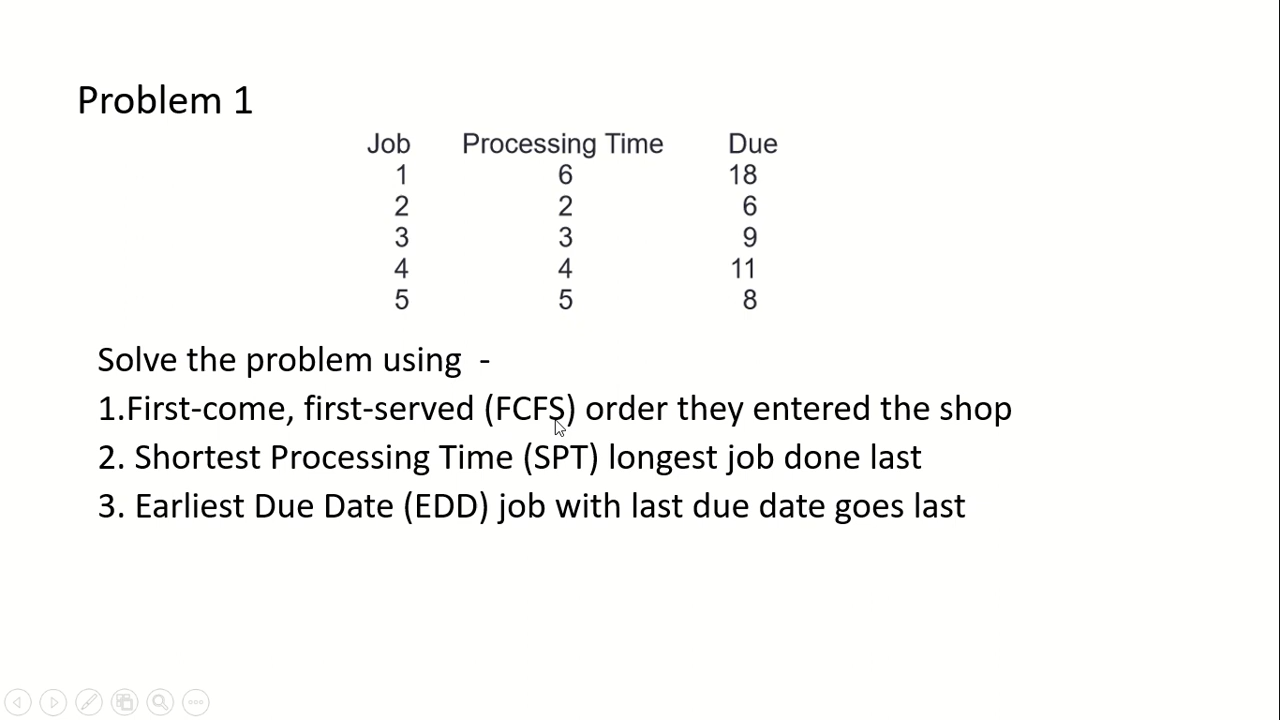 Problem 1
Job Processing Time Due
1 6 18
2 2 6
3 3 9
4 4 11
5 5 8
Solve the problem using -
1.First-come, first-served (FCFS) order they entered the shop
2. Shortest Processing Time (SPT) longest job done last
3. Earliest Due Date (EDD) job with last due date goes last